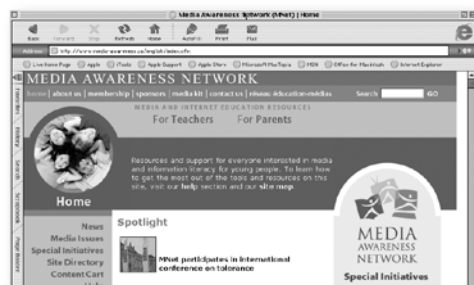 Media Awareness Network (MNet) | Home
Back Forward Stop Refresh Home AutoFill Print Mail
Address http://www.media-awareness.ca/english/index.cfm
Live Home Page Apple iTools Apple Support Apple Store Microsoft MacTopia MSN Office for Macintosh Internet Explorer
MEDIA AWARENESS NETWORK
home | about us | membership | sponsors | media kit | contact us | réseau éducation-médias Search GO
MEDIA AND INTERNET EDUCATION RESOURCES
For Teachers For Parents
Favorites
History
Search
Scrapbook
Page Holder
Resources and support for everyone interested in media
and information literacy for young people. To learn how
to get the most out of the tools and resources on this
site, visit our help section and our site map.
Home
News
Media Issues
Special Initiatives
Site Directory
Content Cart
Help
Spotlight
MNet participates in international
conference on tolerance
MEDIA
AWARENESS
NETWORK
Special Initiatives